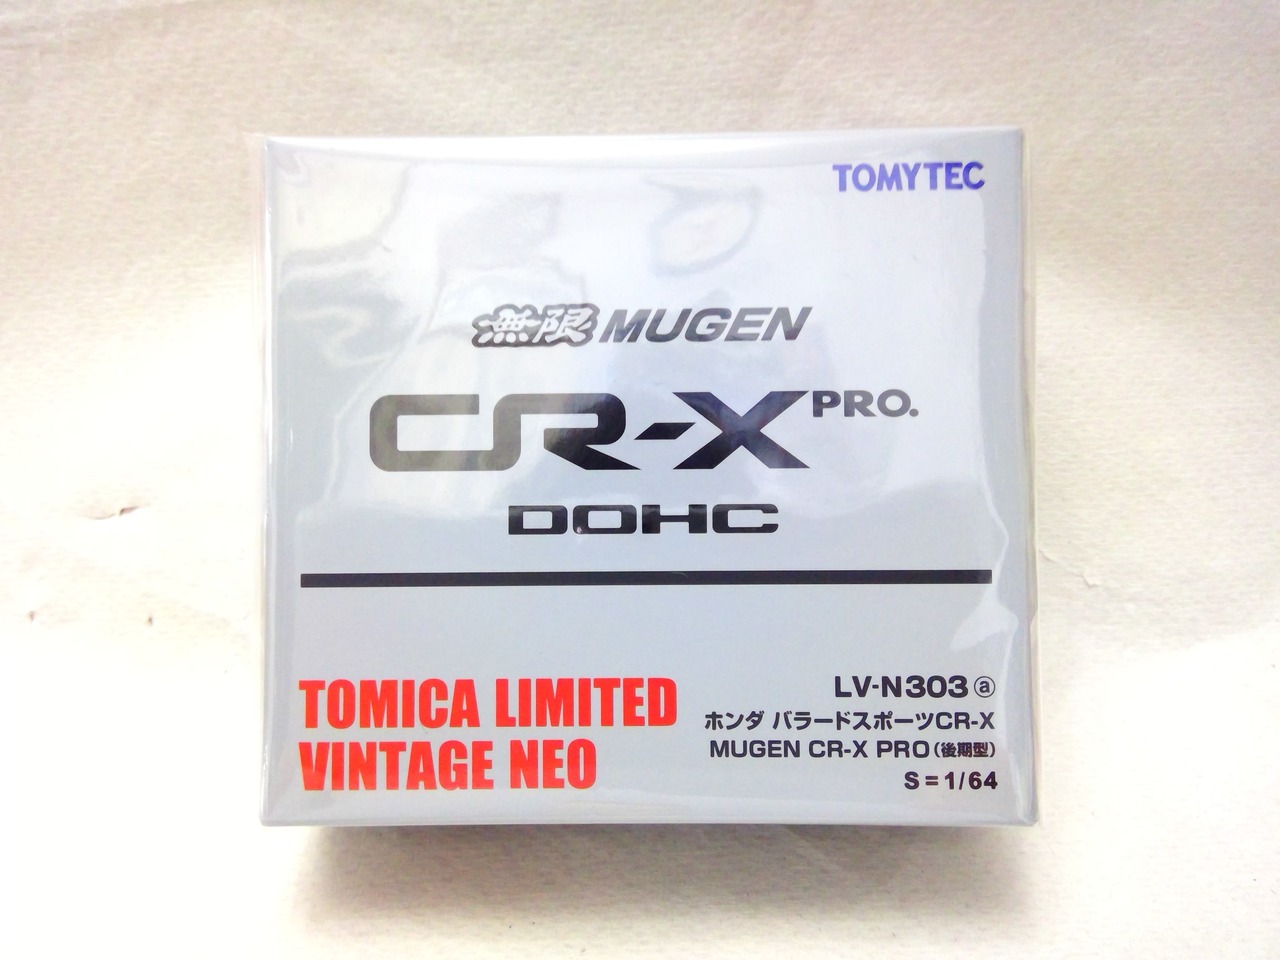 TOMYTEC
無限 MUGEN
CR-X PRO.
DOHC
TOMICA LIMITED
VINTAGE NEO
LV-N303 ⓐ
ホンダ バラードスポーツCR-X
MUGEN CR-X PRO(後期型)
S=1/64